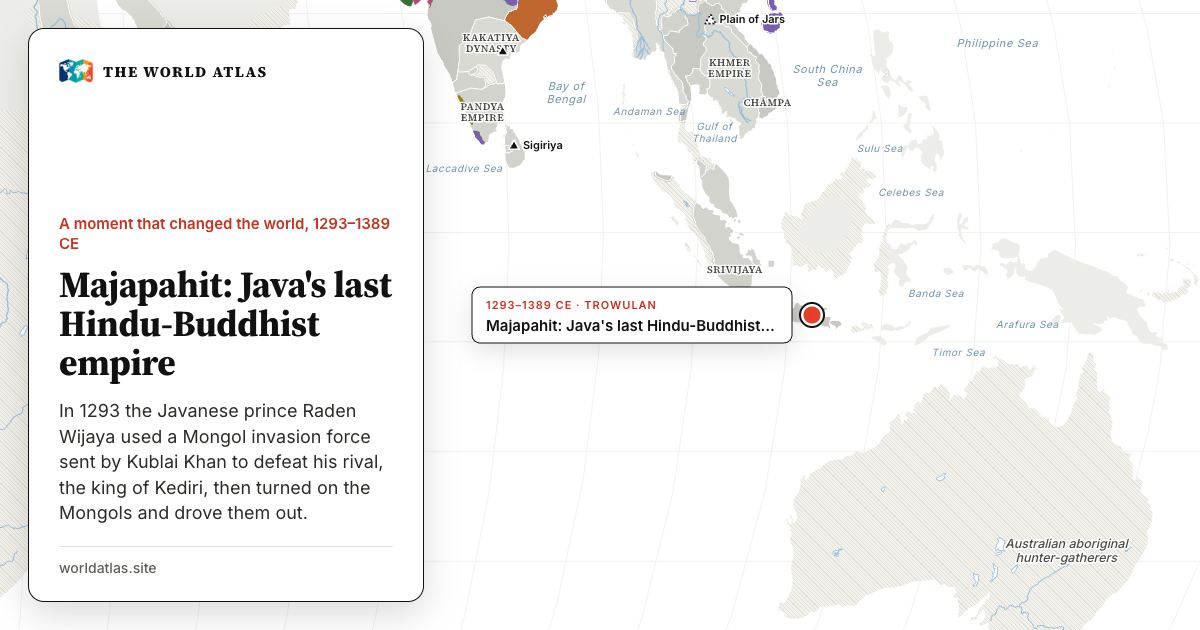 THE WORLD ATLAS
A moment that changed the world, 1293–1389
CE
Majapahit: Java's last
Hindu-Buddhist
empire
In 1293 the Javanese prince Raden
Wijaya used a Mongol invasion force
sent by Kublai Khan to defeat his rival,
the king of Kediri, then turned on the
Mongols and drove them out.
worldatlas.site
Plain of Jars
KAKATIYA
DYNASTY
Philippine Sea
KHMER
EMPIRE
South China
Sea
Bay of
Bengal
CHAMPA
PANDYA
EMPIRE
Andaman Sea
Gulf of
Thailand
Sigiriya
Sulu Sea
Laccadive Sea
Celebes Sea
SRIVIJAYA
Banda Sea
1293–1389 CE · TROWULAN
Majapahit: Java's last Hindu-Buddhist...
Arafura Sea
Timor Sea
Australian aboriginal
hunter-gatherers